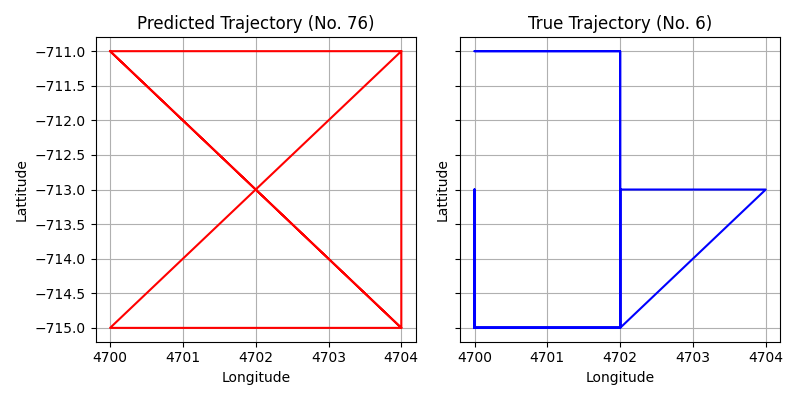 Predicted Trajectory (No. 76)
True Trajectory (No. 6)
−711.0
−711.5
−712.0
−712.5
−713.0
−713.5
−714.0
−714.5
−715.0
Lattitude
Lattitude
4700 4701 4702 4703 4704
4700 4701 4702 4703 4704
Longitude
Longitude